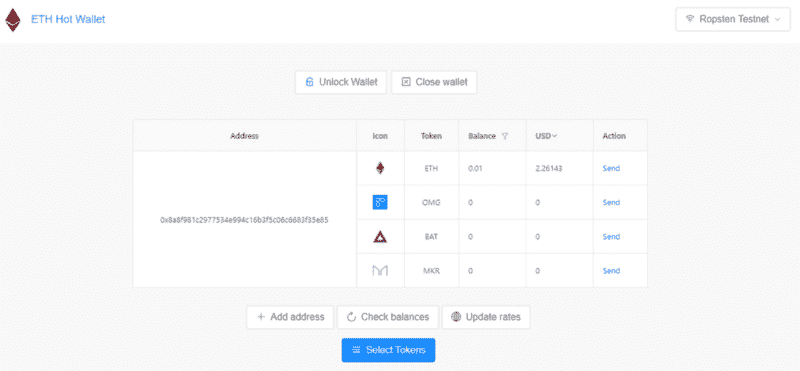 ETH Hot Wallet
Ropsten Testnet
Unlock Wallet Close wallet
Address Icon Token Balance USD Action
ETH 0.01 2.26143 Send
OMG 0 0 Send
0x8a8f981c2977534e994c16b3f5c06c6683f35e85
BAT 0 0 Send
MKR 0 0 Send
Add address Check balances Update rates
Select Tokens